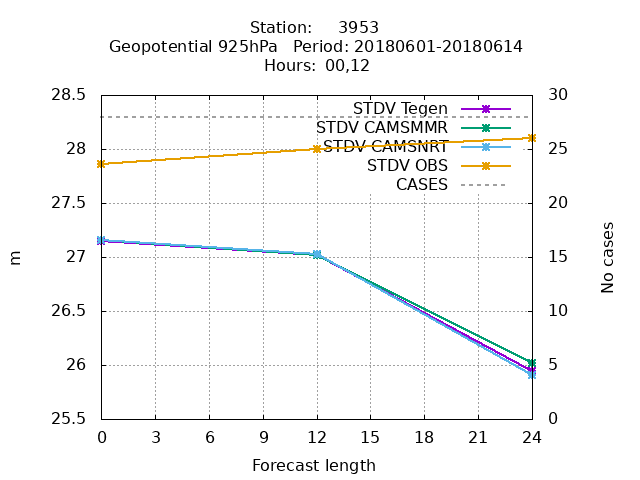 Station: 3953
Geopotential 925hPa Period: 20180601-20180614
Hours: 00,12
28.5
28
27.5
27
26.5
26
25.5
m
30
25
20
15
10
5
0
No cases
STDV Tegen
STDV CAMSMMR
STDV CAMSNRT
STDV OBS
CASES
0 3 6 9 12 15 18 21 24
Forecast length